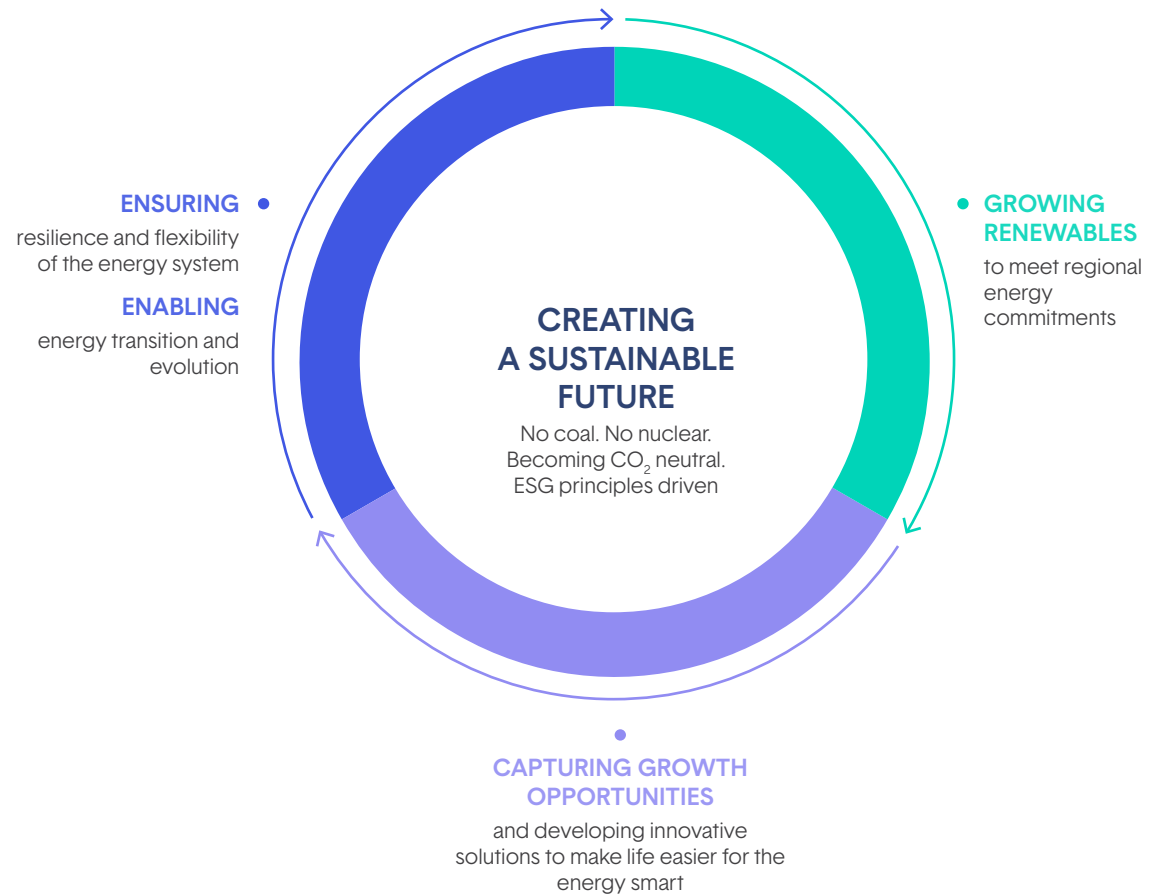 ENSURING
resilience and flexibility
of the energy system
ENABLING
energy transition and
evolution
CREATING
A SUSTAINABLE
FUTURE
No coal. No nuclear.
Becoming CO₂ neutral.
ESG principles driven
GROWING
RENEWABLES
to meet regional
energy
commitments
CAPTURING GROWTH
OPPORTUNITIES
and developing innovative
solutions to make life easier for the
energy smart